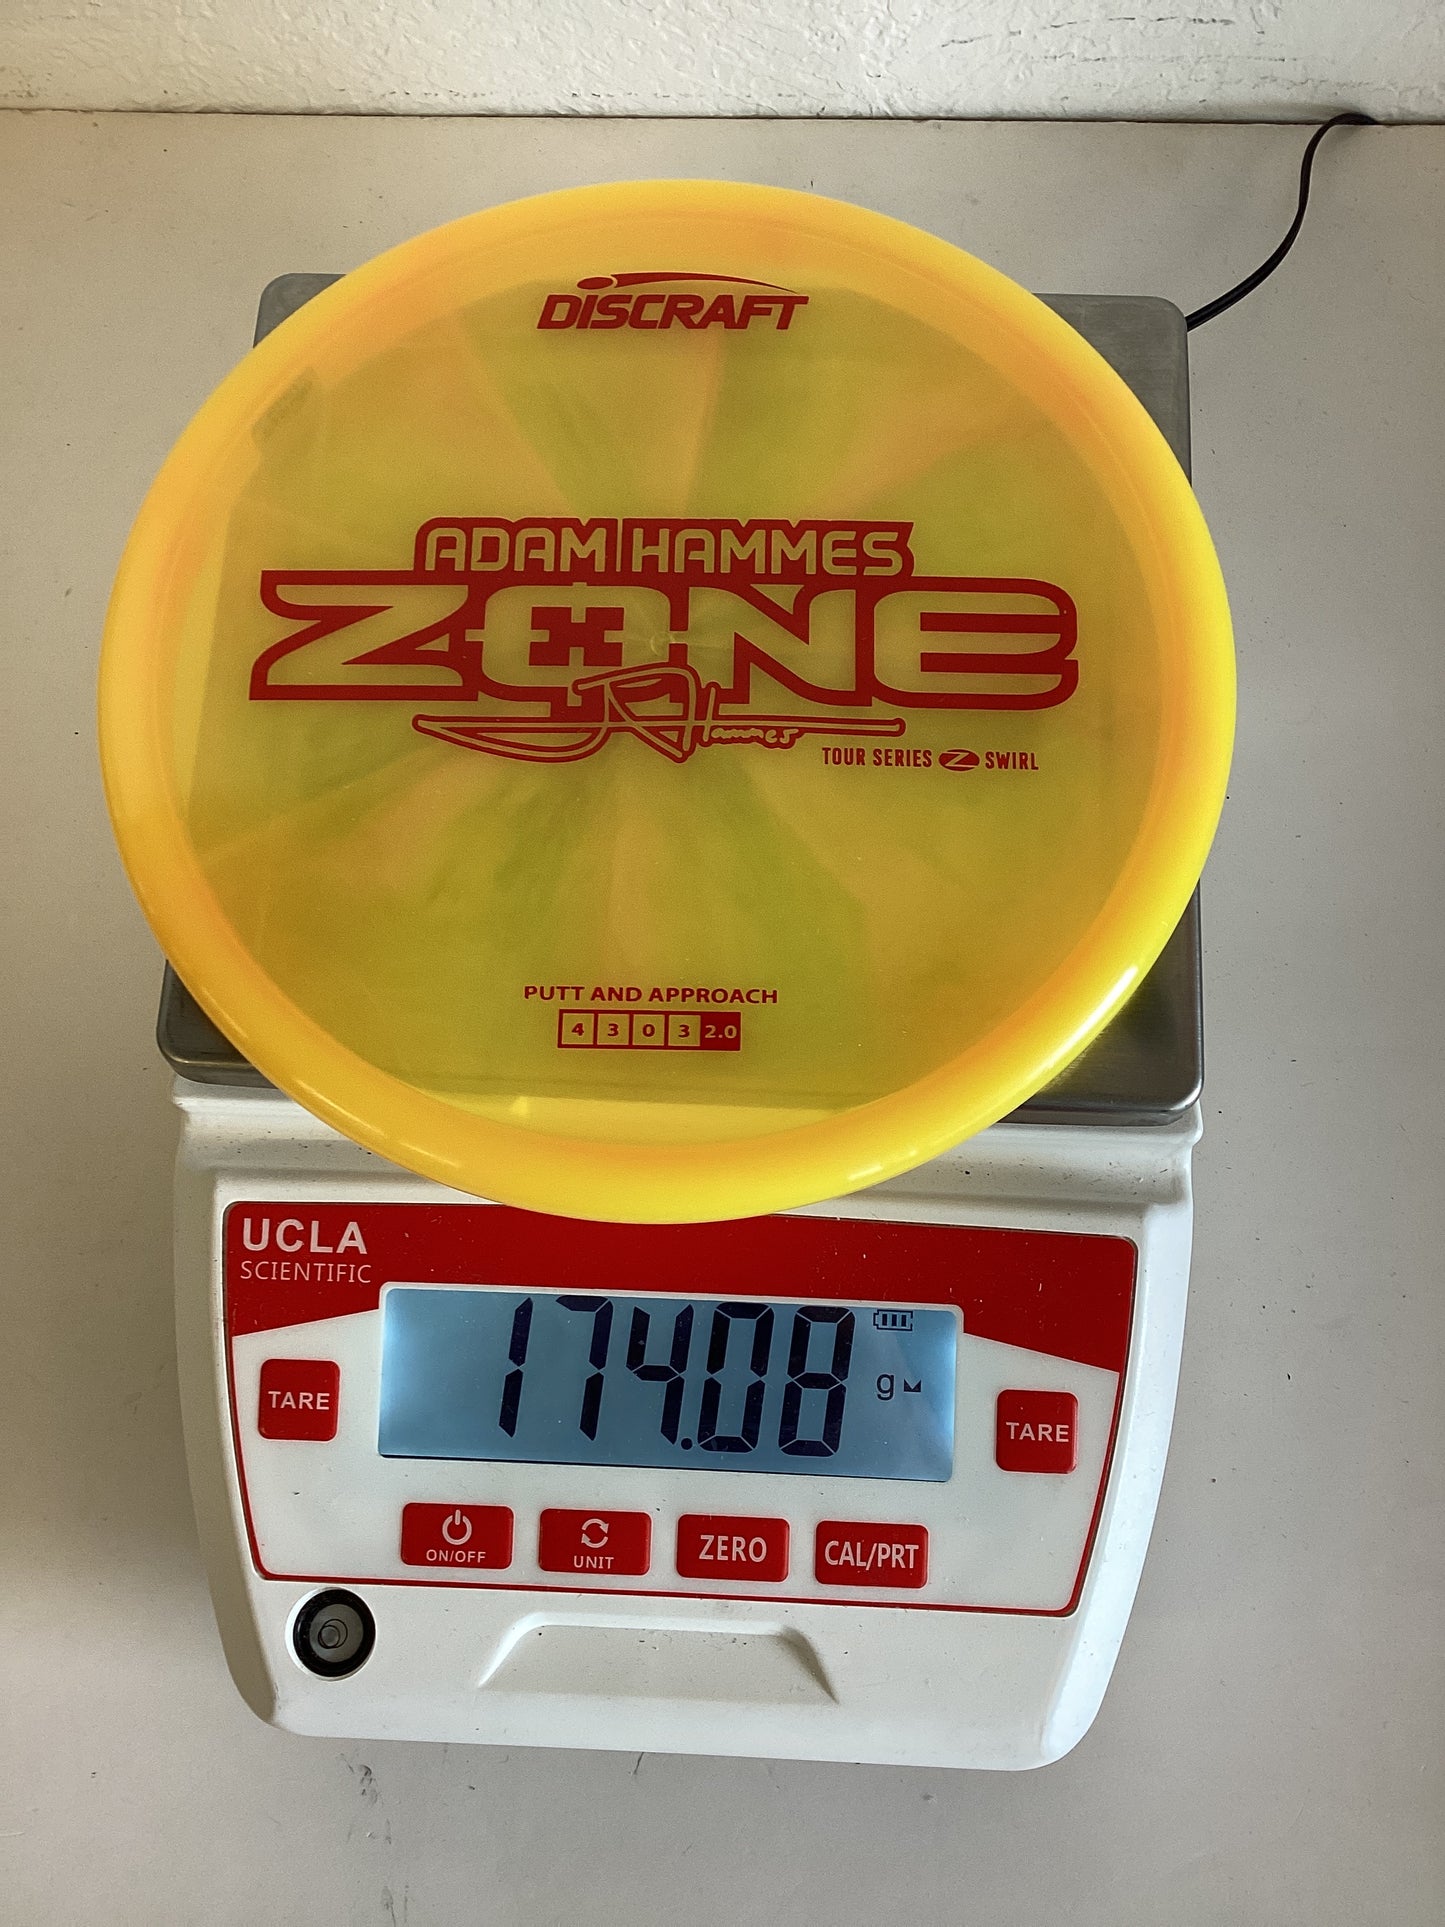 DISCRAFT
ADAM HAMMES
ZONE
Hammes
TOUR SERIES Z SWIRL
PUTT AND APPROACH
4 3 0 3 2.0
UCLA
SCIENTIFIC
174.08 g
TARE
TARE
ON/OFF
UNIT
ZERO
CAL/PRT